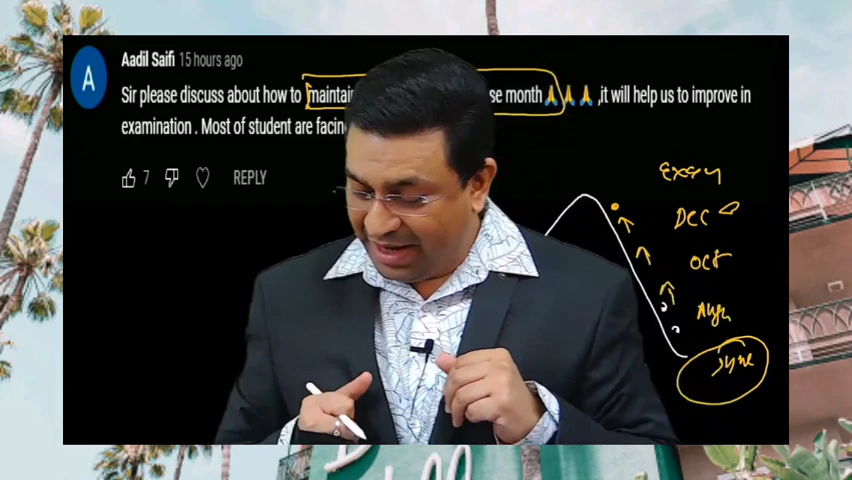 Aadil Saifi 15 hours ago
Sir please discuss about how to maintain se month 🙏🙏🙏 ,it will help us to improve in
examination . Most of student are facin
7 REPLY
Exam
Dec
Oct
Aug
June